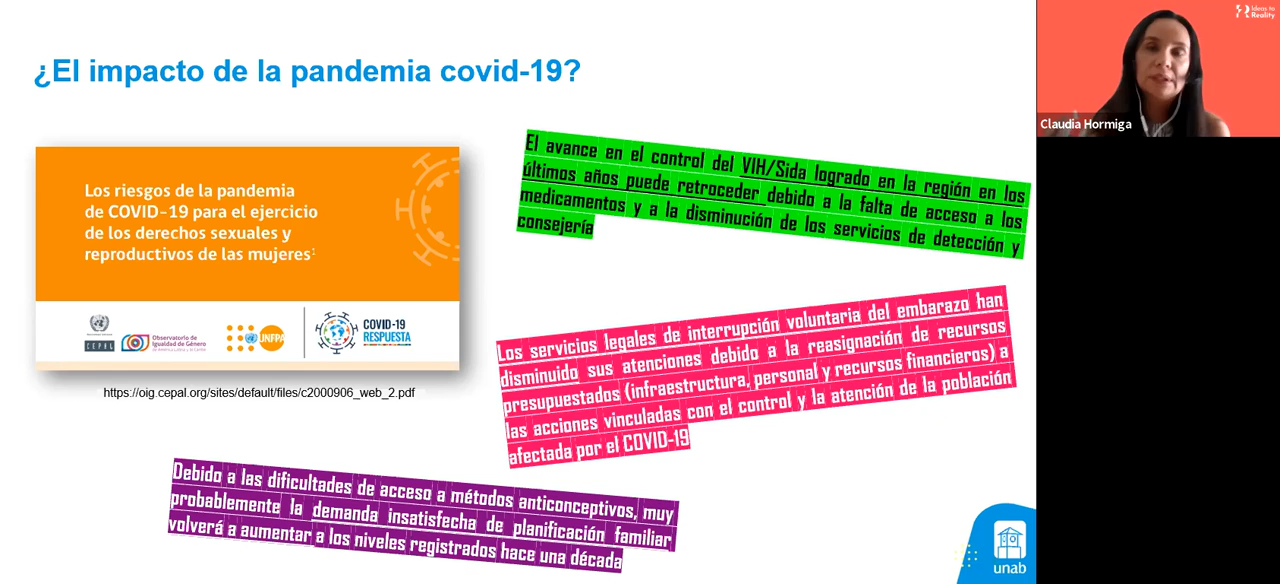 ¿El impacto de la pandemia covid-19?
Los riesgos de la pandemia
de COVID-19 para el ejercicio
de los derechos sexuales y
reproductivos de las mujeres¹
CEPAL
Observatorio de
Igualdad de Género
de América Latina y el Caribe
UNFPA
COVID-19
RESPUESTA
https://oig.cepal.org/sites/default/files/c2000906_web_2.pdf
El avance en el control del VIH/Sida logrado en la región en los
últimos años puede retroceder debido a la falta de acceso a los
medicamentos y a la disminución de los servicios de detección y
consejería
Los servicios legales de interrupción voluntaria del embarazo han
disminuido sus atenciones debido a la reasignación de recursos
presupuestados (infraestructura, personal y recursos financieros) a
las acciones vinculadas con el control y la atención de la población
afectada por el COVID-19
Debido a las dificultades de acceso a métodos anticonceptivos, muy
probablemente la demanda insatisfecha de planificación familiar
volverá a aumentar a los niveles registrados hace una década
unab
Ideas to
Reality
Claudia Hormiga